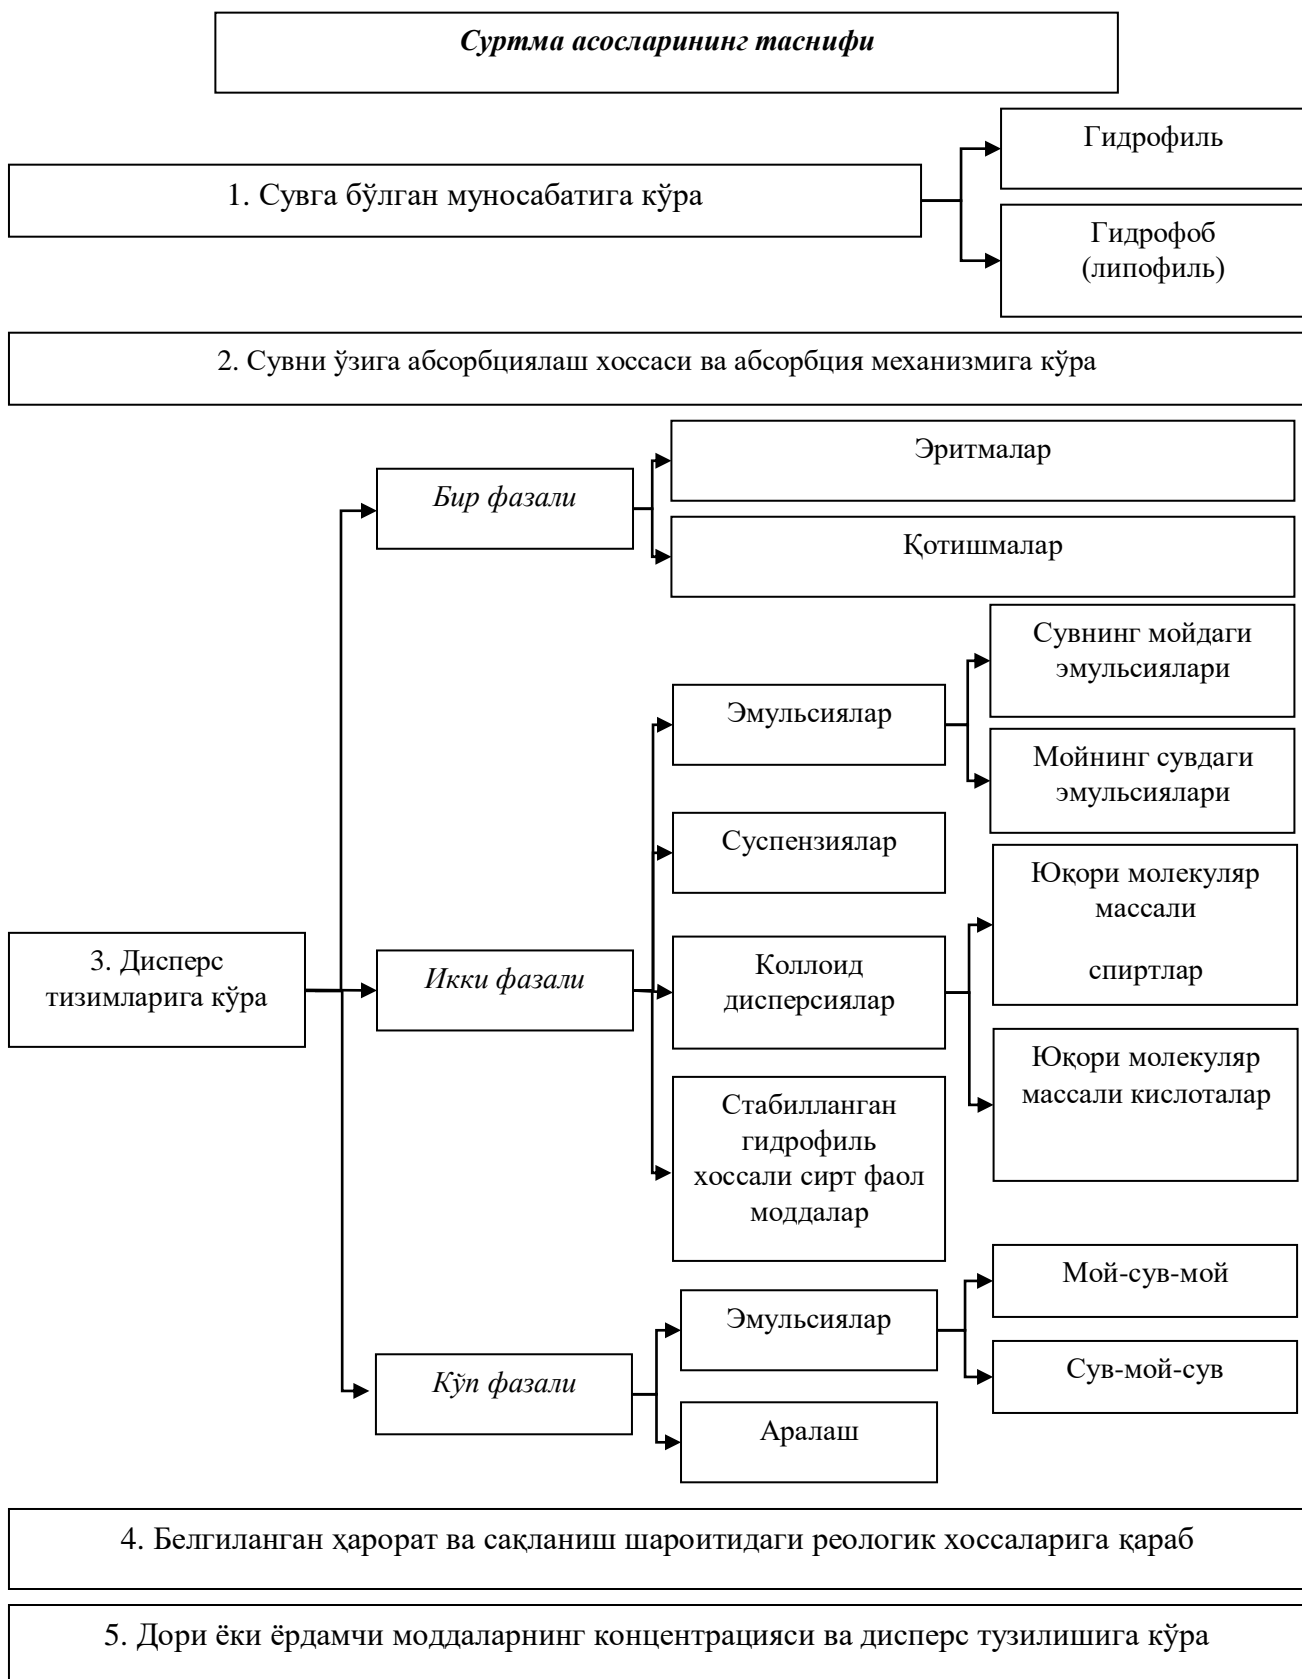 Суртма асосларининг таснифи
Гидрофиль
1. Сувга бўлган муносабатига кўра
Гидрофоб
(липофиль)
2. Сувни ўзига абсорбциялаш хоссаси ва абсорбция механизмига кўра
Эритмалар
Бир фазали
Қотишмалар
Сувнинг мойдаги
эмульсиялари
Эмульсиялар
Мойнинг сувдаги
эмульсиялари
Суспензиялар
Юқори молекуляр
массали
спиртлар
3. Дисперс
тизимларига кўра
Икки фазали
Коллоид
дисперсиялар
Юқори молекуляр
массали кислоталар
Стабилланган
гидрофиль
хоссали сирт фаол
моддалар
Мой-сув-мой
Эмульсиялар
Сув-мой-сув
Кўп фазали
Аралаш
4. Белгиланган ҳарорат ва сақланиш шароитидаги реологик хоссаларига қараб
5. Дори ёки ёрдамчи моддаларнинг концентрацияси ва дисперс тузилишига кўра